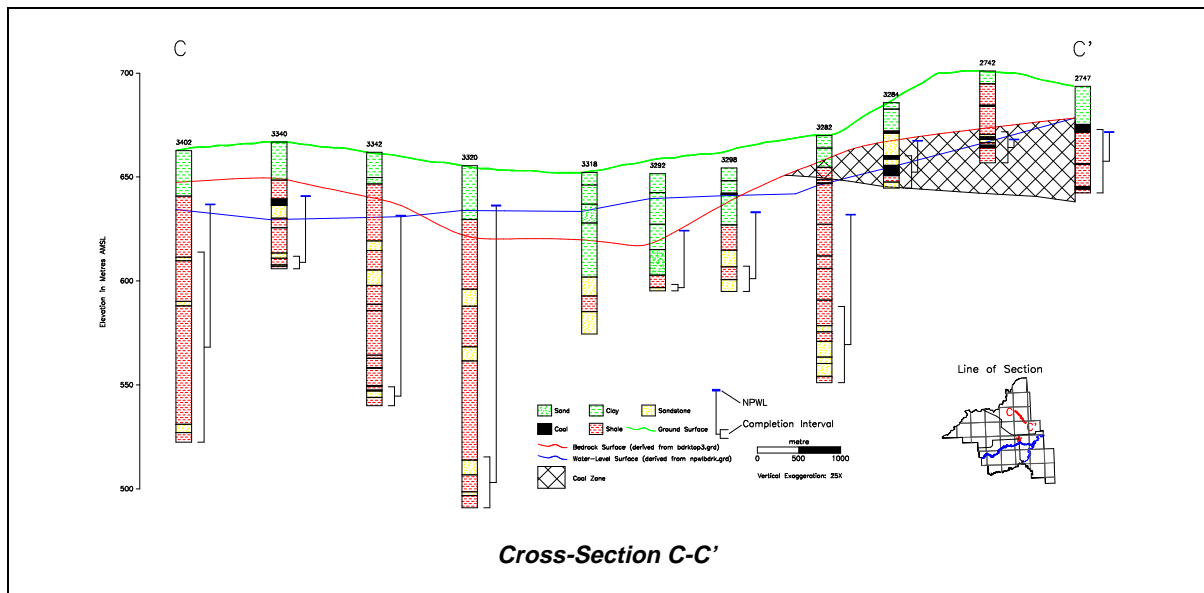 C
C'
700
650
600
550
500
Elevation In Metres AMSL
3402
3340
3342
3320
3318
3292
3298
3282
3284
2742
2747
Sand
Clay
Sandstone
Coal
Shale
Ground Surface
Bedrock Surface (derived from bdrktop3.grd)
Water-Level Surface (derived from npwlbdrk.grd)
Coal Zone
NPWL
Completion Interval
metre
0 500 1000
Vertical Exaggeration: 25X
Line of Section
C
C'
Cross-Section C-C'